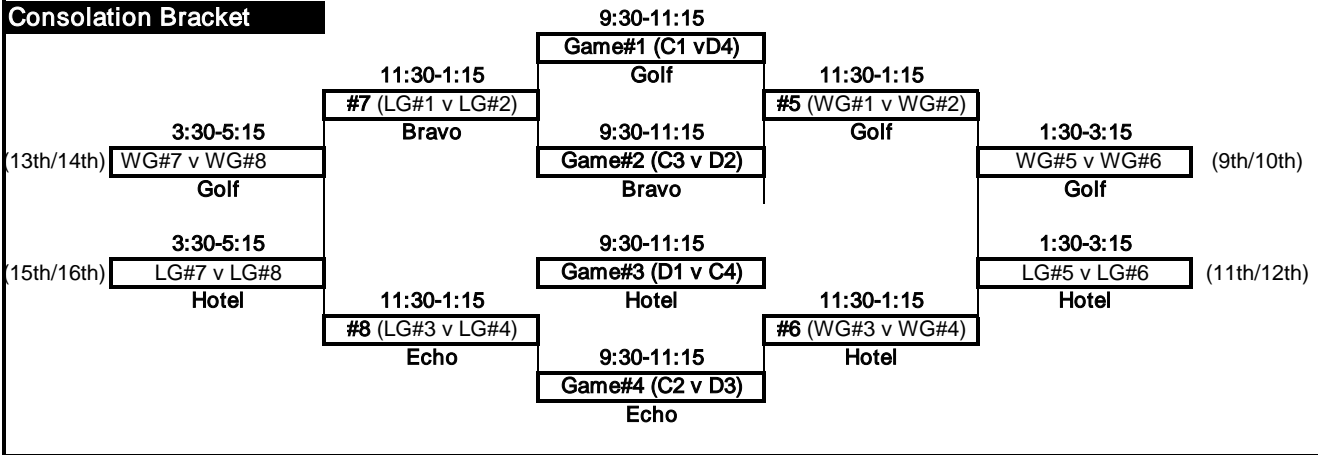 Consolation Bracket
9:30-11:15
Game#1 (C1 vD4)
Golf
11:30-1:15
#7 (LG#1 v LG#2)
Bravo
11:30-1:15
#5 (WG#1 v WG#2)
Golf
3:30-5:15
(13th/14th) WG#7 v WG#8
Golf
9:30-11:15
Game#2 (C3 v D2)
Bravo
1:30-3:15
WG#5 v WG#6 (9th/10th)
Golf
3:30-5:15
(15th/16th) LG#7 v LG#8
Hotel
9:30-11:15
Game#3 (D1 v C4)
Hotel
1:30-3:15
LG#5 v LG#6 (11th/12th)
Hotel
11:30-1:15
#8 (LG#3 v LG#4)
Echo
11:30-1:15
#6 (WG#3 v WG#4)
Hotel
9:30-11:15
Game#4 (C2 v D3)
Echo